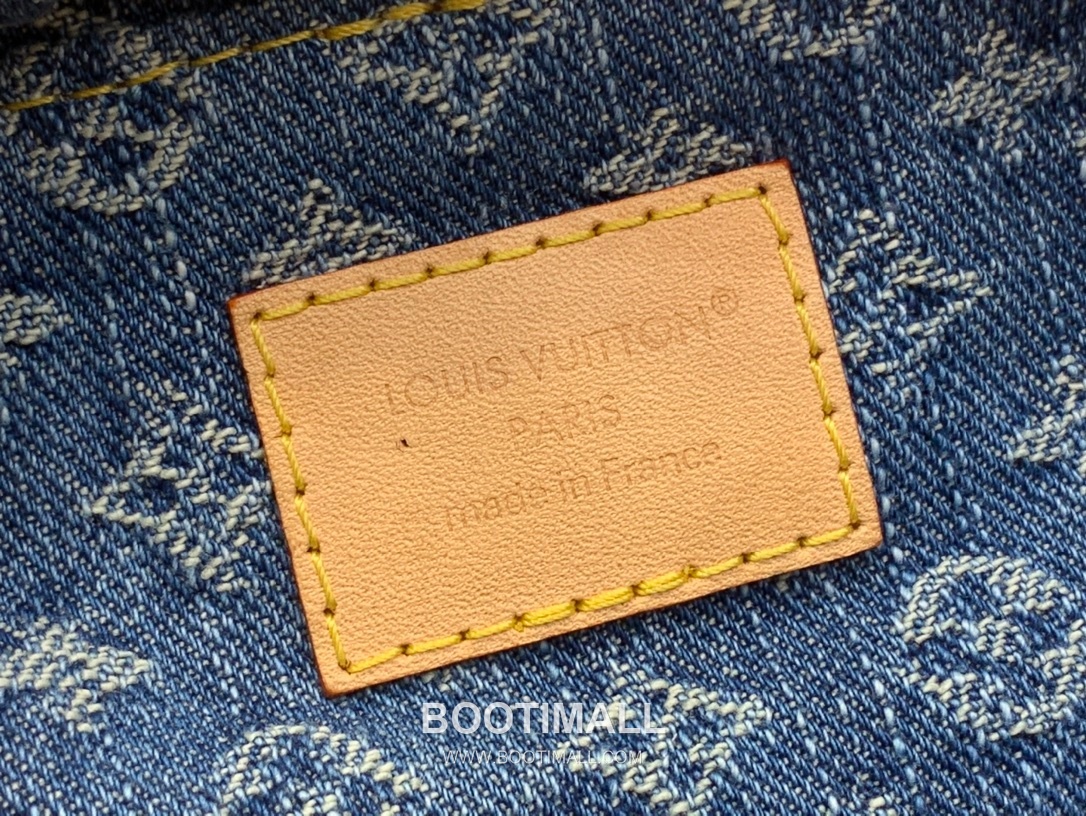 LOUIS VUITTON®
PARIS
made in France
BOOTIMALL
WWW.BOOTIMALL.COM